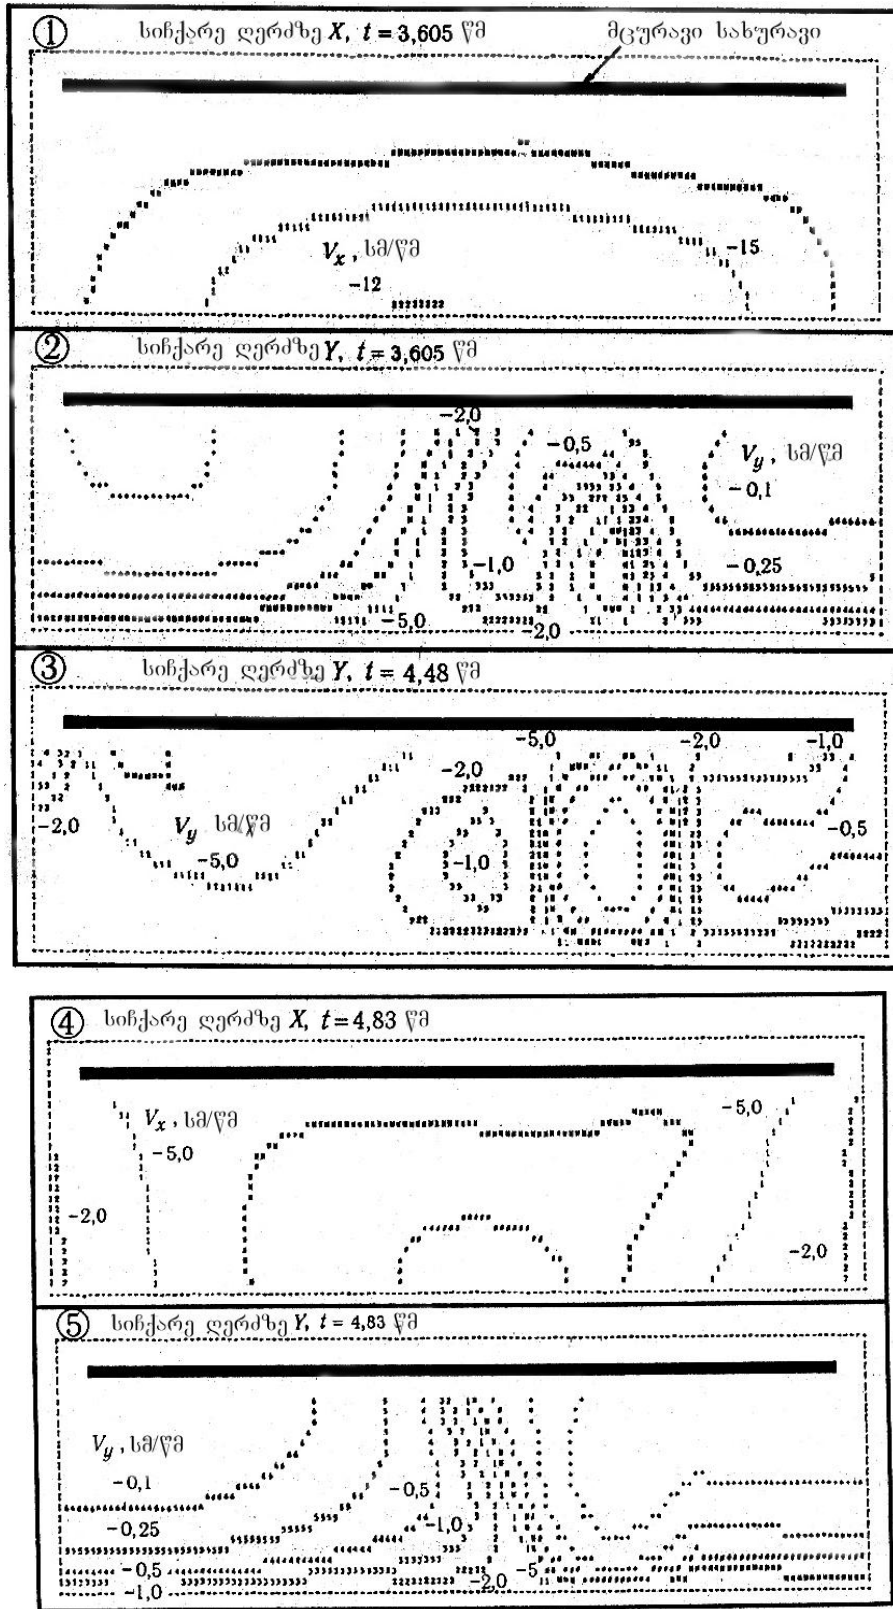 ① სიჩქარე ღერძზე X, t = 3,605 წმ
მცურავი სახურავი
Vx, სმ/წმ
-15
-12
② სიჩქარე ღერძზე Y, t = 3,605 წმ
-2,0
-0,5
Vy, სმ/წმ
-0,1
-1,0
-0,25
-5,0
-2,0
③ სიჩქარე ღერძზე Y, t = 4,48 წმ
-5,0
-2,0
-1,0
-2,0
-2,0
Vy სმ/წმ
-0,5
-5,0
-1,0
④ სიჩქარე ღერძზე X, t = 4,83 წმ
Vx, სმ/წმ
-5,0
-5,0
-2,0
-2,0
⑤ სიჩქარე ღერძზე Y, t = 4,83 წმ
Vy, სმ/წმ
-0,1
-0,5
-0,25
-1,0
-0,5
-2,0
-5
-1,0